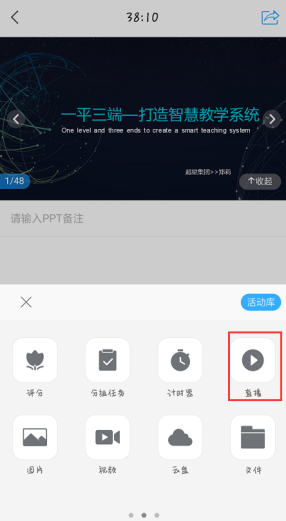 38:10
一平三端—打造智慧教学系统
One level and three ends to create a smart teaching system
超星集团>>郑码
1/48
个收起
请输入PPT备注
活动库
评分
分组任务
计时器
直播
图片
视频
云盘
文件